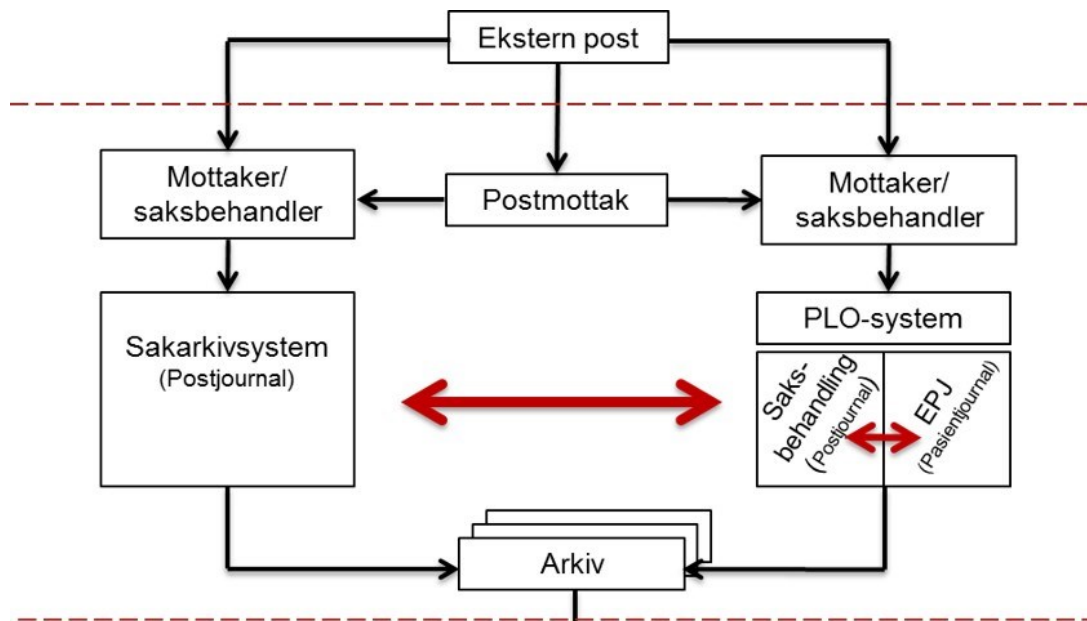 Ekstern post
Mottaker/
saksbehandler
Postmottak
Mottaker/
saksbehandler
Sakarkivsystem
(Postjournal)
PLO-system
Saks-
behandling
(Postjournal)
EPJ
(Pasientjournal)
Arkiv